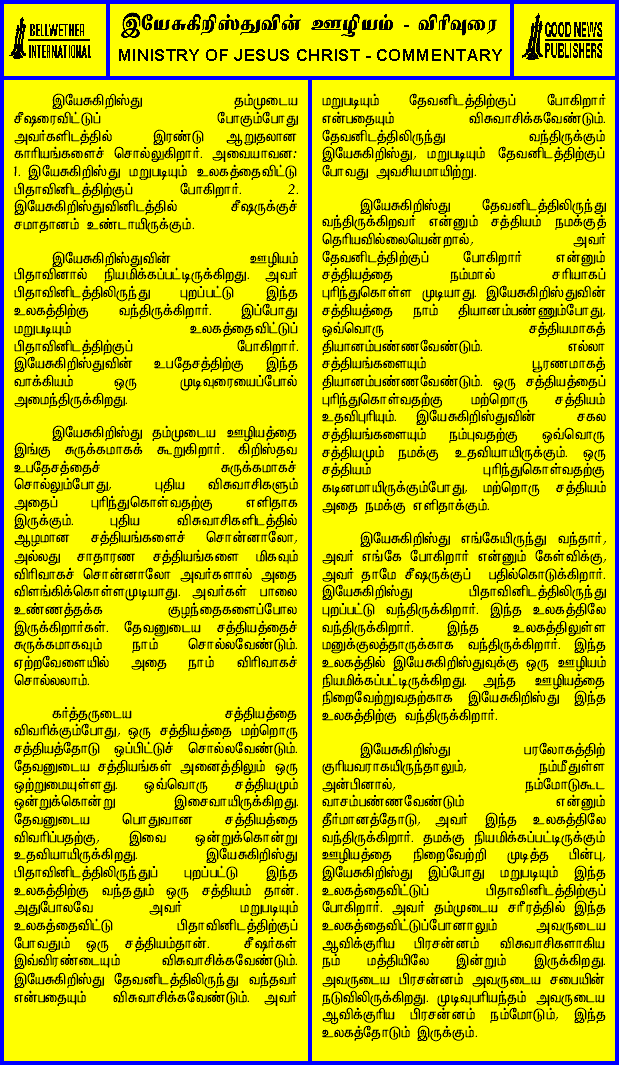 BELLWETHER
INTERNATIONAL
இயேசுகிறிஸ்துவின் ஊழியம் - விரிவுரை
MINISTRY OF JESUS CHRIST - COMMENTARY
GOOD NEWS
PUBLISHERS
இயேசுகிறிஸ்து தம்முடைய
சீஷரைவிட்டுப் போகும்போது
அவர்களிடத்தில் இரண்டு ஆறுதலான
காரியங்களைச் சொல்லுகிறார். அவையாவன:
1. இயேசுகிறிஸ்து மறுபடியும் உலகத்தைவிட்டு
பிதாவினிடத்திற்குப் போகிறார். 2.
இயேசுகிறிஸ்துவினிடத்தில் சீஷருக்குச்
சமாதானம் உண்டாயிருக்கும்.
இயேசுகிறிஸ்துவின் ஊழியம்
பிதாவினால் நியமிக்கப்பட்டிருக்கிறது. அவர்
பிதாவினிடத்திலிருந்து புறப்பட்டு இந்த
உலகத்திற்கு வந்திருக்கிறார். இப்போது
மறுபடியும் உலகத்தைவிட்டுப்
பிதாவினிடத்திற்குப் போகிறார்.
இயேசுகிறிஸ்துவின் உபதேசத்திற்கு இந்த
வாக்கியம் ஒரு முடிவுரையைப்போல்
அமைந்திருக்கிறது.
இயேசுகிறிஸ்து தம்முடைய ஊழியத்தை
இங்கு சுருக்கமாகக் கூறுகிறார். கிறிஸ்தவ
உபதேசத்தைச் சுருக்கமாகச்
சொல்லும்போது, புதிய விசுவாசிகளும்
அதைப் புரிந்துகொள்வதற்கு எளிதாக
இருக்கும். புதிய விசுவாசிகளிடத்தில்
ஆழமான சத்தியங்களைச் சொன்னாலோ,
அல்லது சாதாரண சத்தியங்களை மிகவும்
விரிவாகச் சொன்னாலோ அவர்களால் அதை
விளங்கிக்கொள்ளமுடியாது. அவர்கள் பாலை
உண்ணத்தக்க குழந்தைகளைப்போல
இருக்கிறார்கள். தேவனுடைய சத்தியத்தைச்
சுருக்கமாகவும் நாம் சொல்லவேண்டும்.
ஏற்றவேளையில் அதை நாம் விரிவாகச்
சொல்லலாம்.
கர்த்தருடைய சத்தியத்தை
விவரிக்கும்போது, ஒரு சத்தியத்தை மற்றொரு
சத்தியத்தோடு ஒப்பிட்டுச் சொல்லவேண்டும்.
தேவனுடைய சத்தியங்கள் அனைத்திலும் ஒரு
ஒற்றுமையுள்ளது. ஒவ்வொரு சத்தியமும்
ஒன்றுக்கொன்று இசைவாயிருக்கிறது.
தேவனுடைய பொதுவான சத்தியத்தை
விவரிப்பதற்கு, இவை ஒன்றுக்கொன்று
உதவியாயிருக்கிறது. இயேசுகிறிஸ்து
பிதாவினிடத்திலிருந்துப் புறப்பட்டு இந்த
உலகத்திற்கு வந்ததும் ஒரு சத்தியம் தான்.
அதுபோலவே அவர் மறுபடியும்
உலகத்தைவிட்டு பிதாவினிடத்திற்குப்
போவதும் ஒரு சத்தியம்தான். சீஷர்கள்
இவ்விரண்டையும் விசுவாசிக்கவேண்டும்.
இயேசுகிறிஸ்து தேவனிடத்திலிருந்து வந்தவர்
என்பதையும் விசுவாசிக்கவேண்டும். அவர்
மறுபடியும் தேவனிடத்திற்குப் போகிறார்
என்பதையும் விசுவாசிக்கவேண்டும்.
தேவனிடத்திலிருந்து வந்திருக்கும்
இயேசுகிறிஸ்து, மறுபடியும் தேவனிடத்திற்குப்
போவது அவசியமாயிற்று.
இயேசுகிறிஸ்து தேவனிடத்திலிருந்து
வந்திருக்கிறவர் என்னும் சத்தியம் நமக்குத்
தெரியவில்லையென்றால், அவர்
தேவனிடத்திற்குப் போகிறார் என்னும்
சத்தியத்தை நம்மால் சரியாகப்
புரிந்துகொள்ள முடியாது. இயேசுகிறிஸ்துவின்
சத்தியத்தை நாம் தியானம்பண்ணும்போது,
ஒவ்வொரு சத்தியமாகத்
தியானம்பண்ணவேண்டும். எல்லா
சத்தியங்களையும் பூரணமாகத்
தியானம்பண்ணவேண்டும். ஒரு சத்தியத்தைப்
புரிந்துகொள்வதற்கு மற்றொரு சத்தியம்
உதவிபுரியும். இயேசுகிறிஸ்துவின் சகல
சத்தியங்களையும் நம்புவதற்கு ஒவ்வொரு
சத்தியமும் நமக்கு உதவியாயிருக்கும். ஒரு
சத்தியம் புரிந்துகொள்வதற்கு
கடினமாயிருக்கும்போது, மற்றொரு சத்தியம்
அதை நமக்கு எளிதாக்கும்.
இயேசுகிறிஸ்து எங்கேயிருந்து வந்தார்,
அவர் எங்கே போகிறார் என்னும் கேள்விக்கு,
அவர் தாமே சீஷருக்குப் பதில்கொடுக்கிறார்.
இயேசுகிறிஸ்து பிதாவினிடத்திலிருந்து
புறப்பட்டு வந்திருக்கிறார். இந்த உலகத்திலே
வந்திருக்கிறார். இந்த உலகத்திலுள்ள
மனுக்குலத்தாருக்காக வந்திருக்கிறார். இந்த
உலகத்தில் இயேசுகிறிஸ்துவுக்கு ஒரு ஊழியம்
நியமிக்கப்பட்டிருக்கிறது. அந்த ஊழியத்தை
நிறைவேற்றுவதற்காக இயேசுகிறிஸ்து இந்த
உலகத்திற்கு வந்திருக்கிறார்.
இயேசுகிறிஸ்து பரலோகத்திற்
குரியவராகயிருந்தாலும், நம்மீதுள்ள
அன்பினால், நம்மோடுகூட
வாசம்பண்ணவேண்டும் என்னும்
தீர்மானத்தோடு, அவர் இந்த உலகத்திலே
வந்திருக்கிறார். தமக்கு நியமிக்கப்பட்டிருக்கும்
ஊழியத்தை நிறைவேற்றி முடித்த பின்பு,
இயேசுகிறிஸ்து இப்போது மறுபடியும் இந்த
உலகத்தைவிட்டுப் பிதாவினிடத்திற்குப்
போகிறார். அவர் தம்முடைய சரீரத்தில் இந்த
உலகத்தைவிட்டுப்போனாலும் அவருடைய
ஆவிக்குரிய பிரசன்னம் விசுவாசிகளாகிய
நம் மத்தியிலே இன்றும் இருக்கிறது.
அவருடைய பிரசன்னம் அவருடைய சபையின்
நடுவிலிருக்கிறது. முடிவுபரியந்தம் அவருடைய
ஆவிக்குரிய பிரசன்னம் நம்மோடும், இந்த
உலகத்தோடும் இருக்கும்.